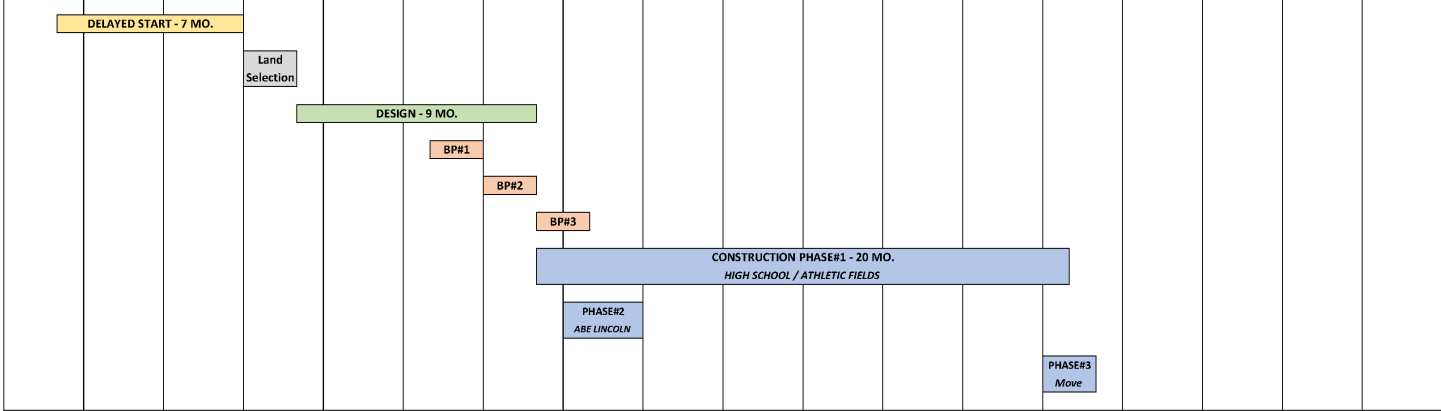 DELAYED START - 7 MO.
Land
Selection
DESIGN - 9 MO.
BP#1
BP#2
BP#3
CONSTRUCTION PHASE#1 - 20 MO.
HIGH SCHOOL / ATHLETIC FIELDS
PHASE#2
ABE LINCOLN
PHASE#3
Move